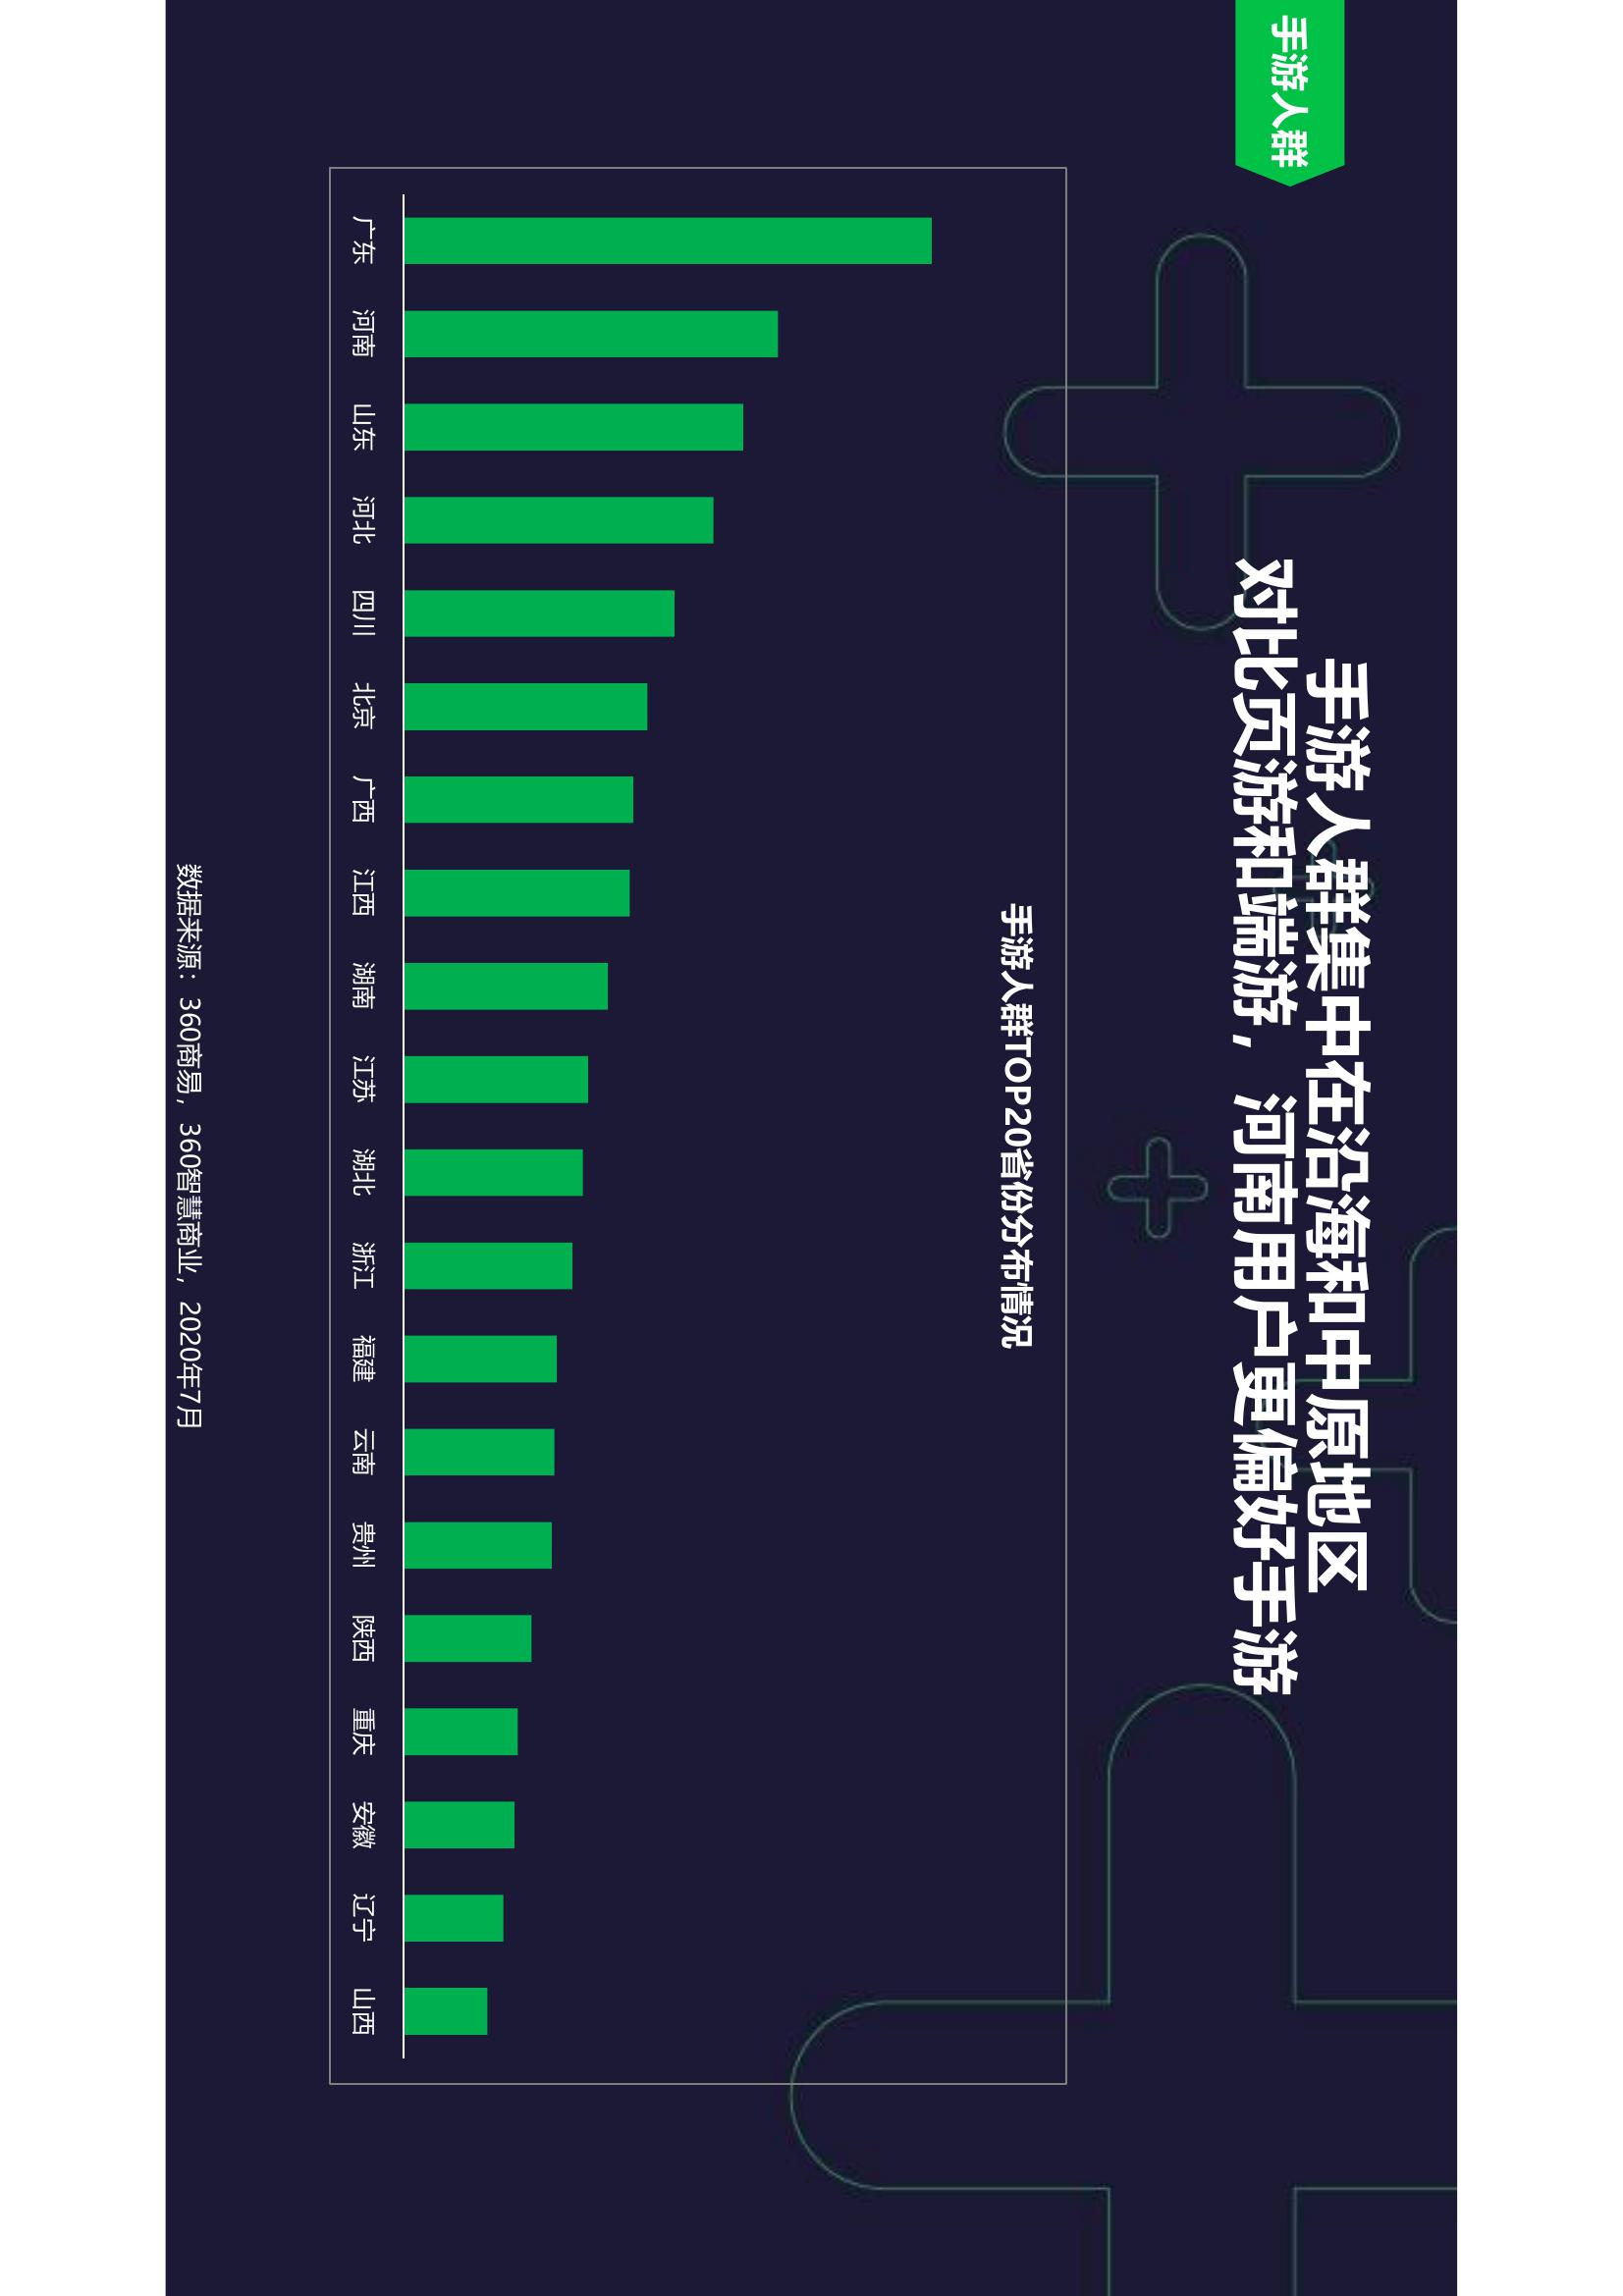 手游人群
手游人群集中在沿海和中原地区
对比页游和端游，河南用户更偏好手游
手游人群TOP20省份分布情况
广东
河南
山东
河北
四川
北京
广西
江西
湖南
江苏
湖北
浙江
福建
云南
贵州
陕西
重庆
安徽
辽宁
山西
数据来源：360商易，360智慧商业，2020年7月